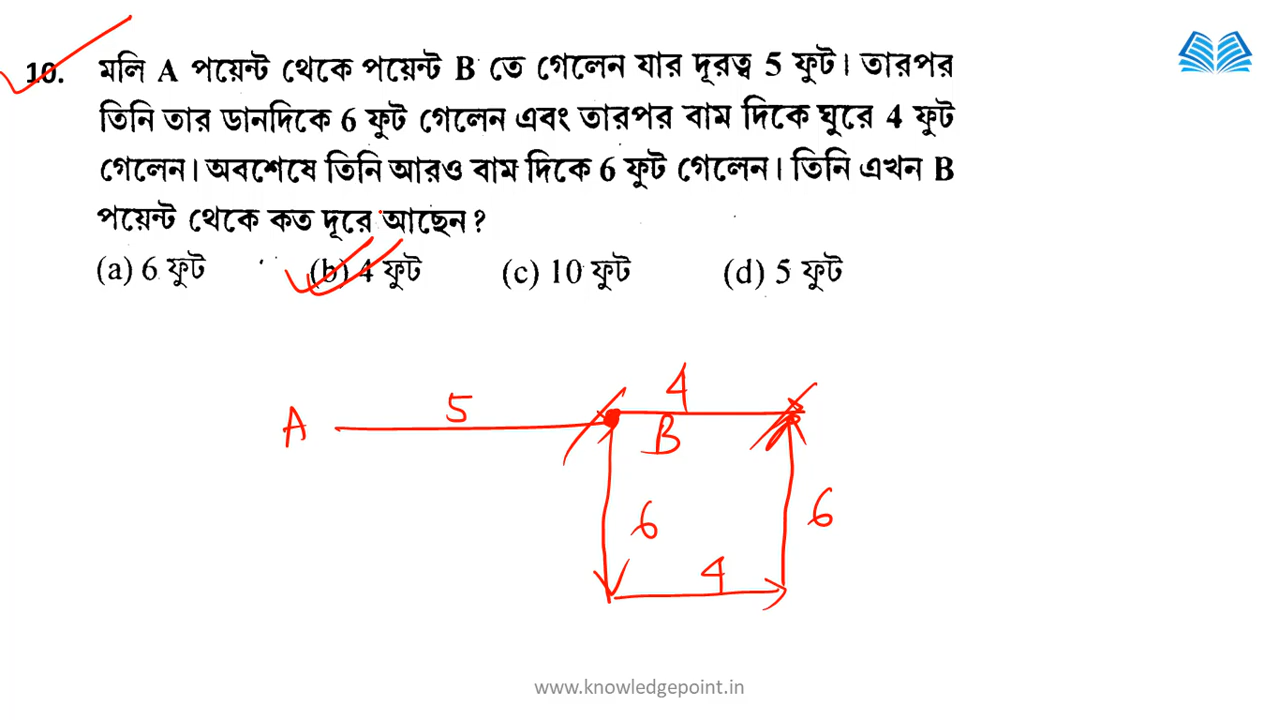 10. মলি A পয়েন্ট থেকে পয়েন্ট B তে গেলেন যার দূরত্ব 5 ফুট। তারপর
তিনি তার ডানদিকে 6 ফুট গেলেন এবং তারপর বাম দিকে ঘুরে 4 ফুট
গেলেন। অবশেষে তিনি আরও বাম দিকে 6 ফুট গেলেন। তিনি এখন B
পয়েন্ট থেকে কত দূরে আছেন?
(a) 6 ফুট (b) 4 ফুট (c) 10 ফুট (d) 5 ফুট
4
A 5 B
6 6
4
www.knowledgepoint.in